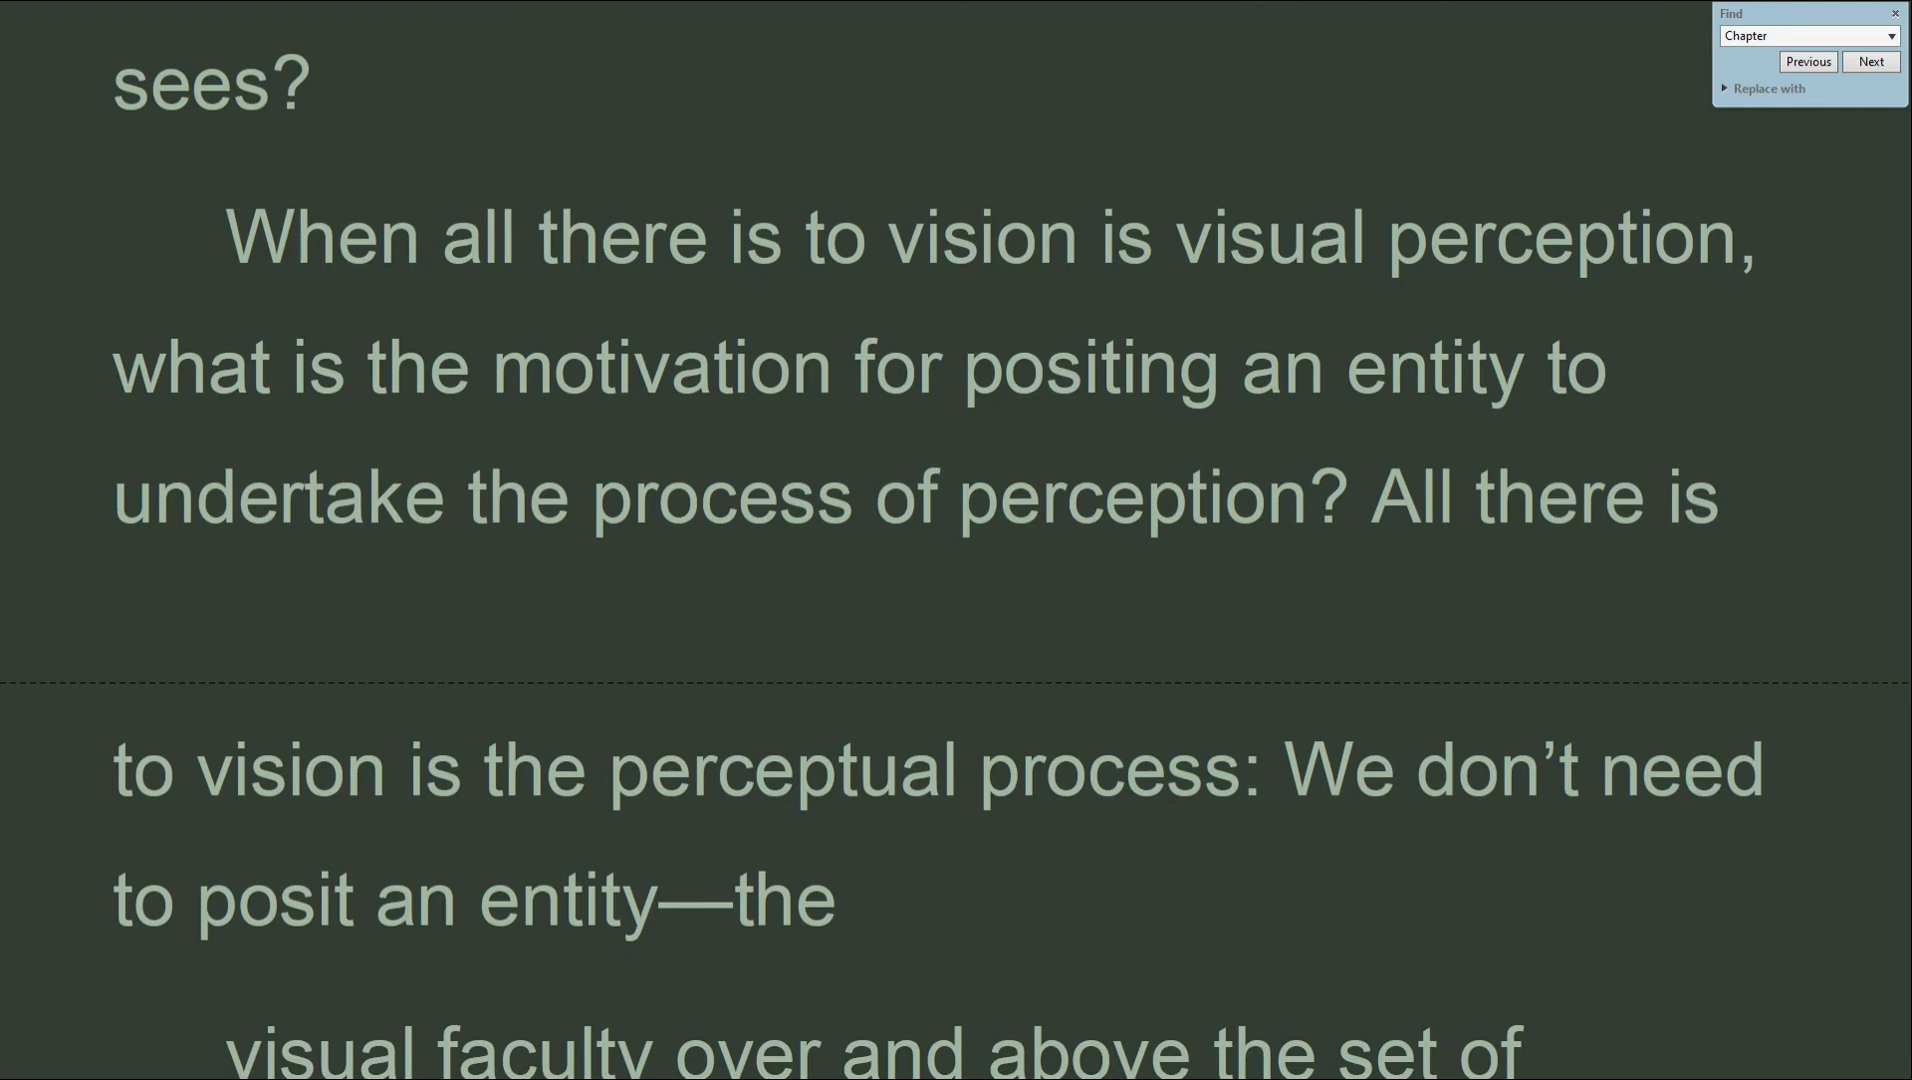 sees?
When all there is to vision is visual perception,
what is the motivation for positing an entity to
undertake the process of perception? All there is
to vision is the perceptual process: We don’t need
to posit an entity—the
visual faculty over and above the set of
Find
Chapter
Previous Next
Replace with